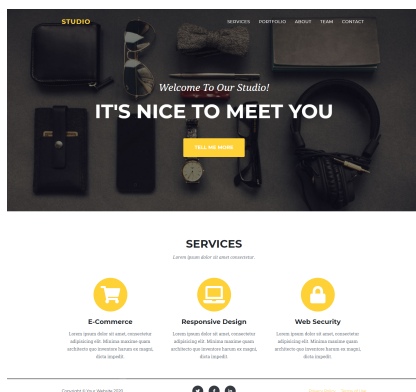 STUDIO
SERVICES PORTFOLIO ABOUT TEAM CONTACT
Welcome To Our Studio!
IT'S NICE TO MEET YOU
TELL ME MORE
SERVICES
Lorem ipsum dolor sit amet consectetur.
E-Commerce
Lorem ipsum dolor sit amet, consectetur
adipisicing elit. Minima maxime quam
architecto quo inventore harum ex magni,
dicta impedit.
Responsive Design
Lorem ipsum dolor sit amet, consectetur
adipisicing elit. Minima maxime quam
architecto quo inventore harum ex magni,
dicta impedit.
Web Security
Lorem ipsum dolor sit amet, consectetur
adipisicing elit. Minima maxime quam
architecto quo inventore harum ex magni,
dicta impedit.
Copyright © Your Website 2020